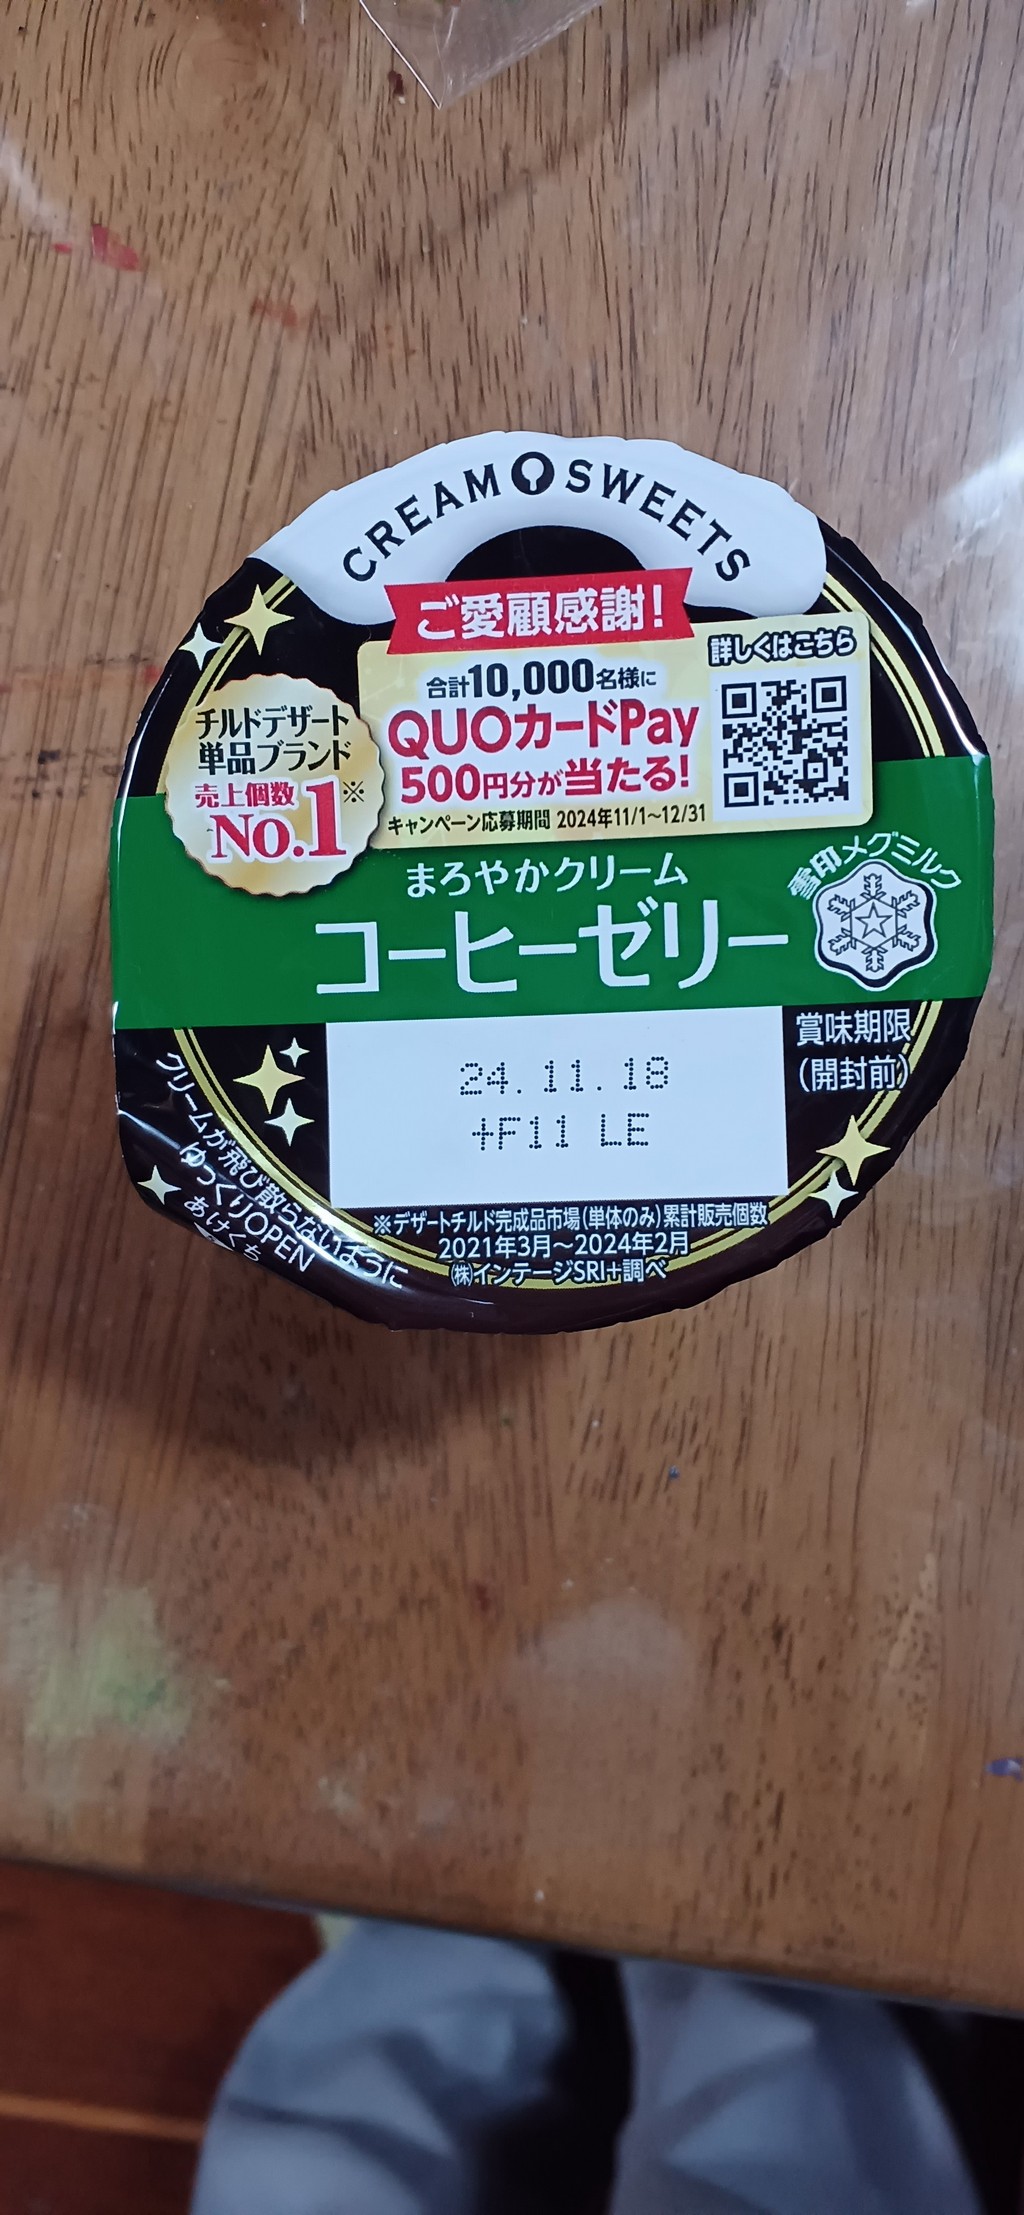 CREAM SWEETS
ご愛顧感謝!
合計10,000名様に
QUOカードPay
500円分が当たる!
キャンペーン応募期間 2024年11/1~12/31
詳しくはこちら
チルドデザート
単品ブランド
売上個数※
No.1
まろやかクリーム
コーヒーゼリー
雪印メグミルク
賞味期限
(開封前)
24.11.18
+F11 LE
クリームが飛び散らないように
ゆっくりOPEN
あけくち
※デザートチルド完成品市場(単体のみ)累計販売個数
2021年3月~2024年2月
㈱インテージSRI+調べ